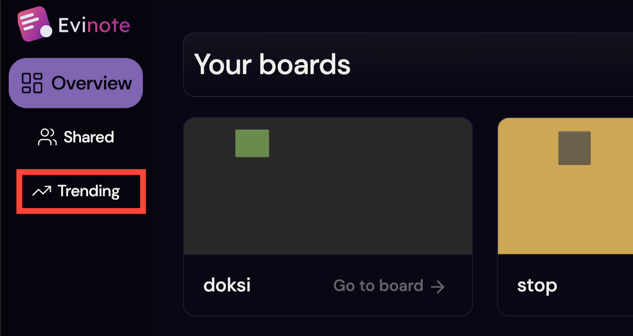 Evinote
Overview
Shared
Trending
Your boards
doksi
Go to board
stop